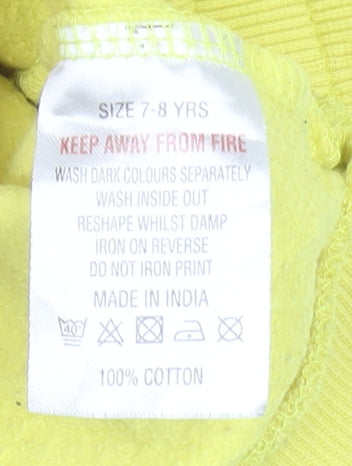 SIZE 7-8 YRS
KEEP AWAY FROM FIRE
WASH DARK COLOURS SEPARATELY
WASH INSIDE OUT
RESHAPE WHILST DAMP
IRON ON REVERSE
DO NOT IRON PRINT
MADE IN INDIA
40°
100% COTTON